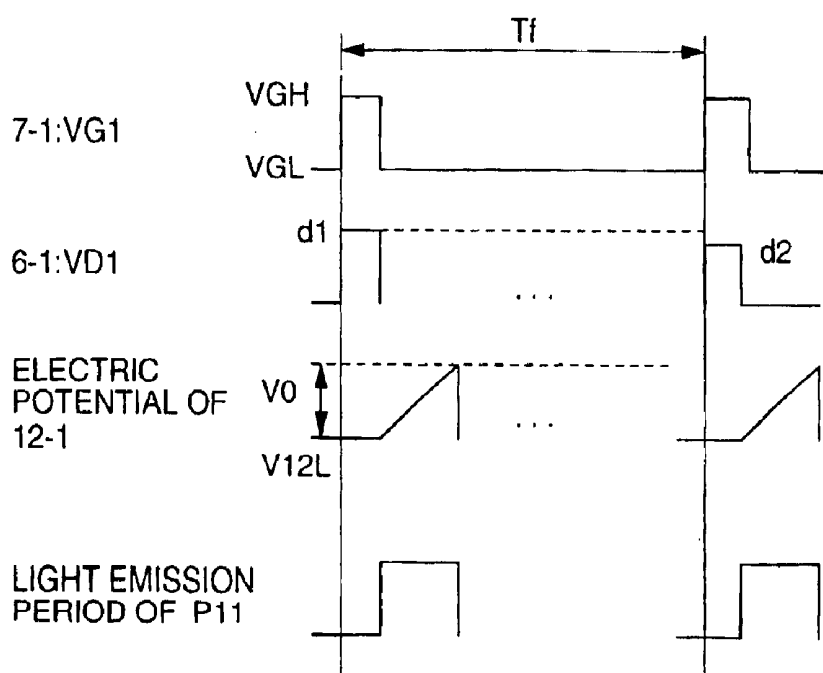 Tf
VGH
7-1:VG1
VGL
d1
6-1:VD1
d2
...
ELECTRIC
POTENTIAL OF
12-1
V0
...
V12L
LIGHT EMISSION
PERIOD OF P11